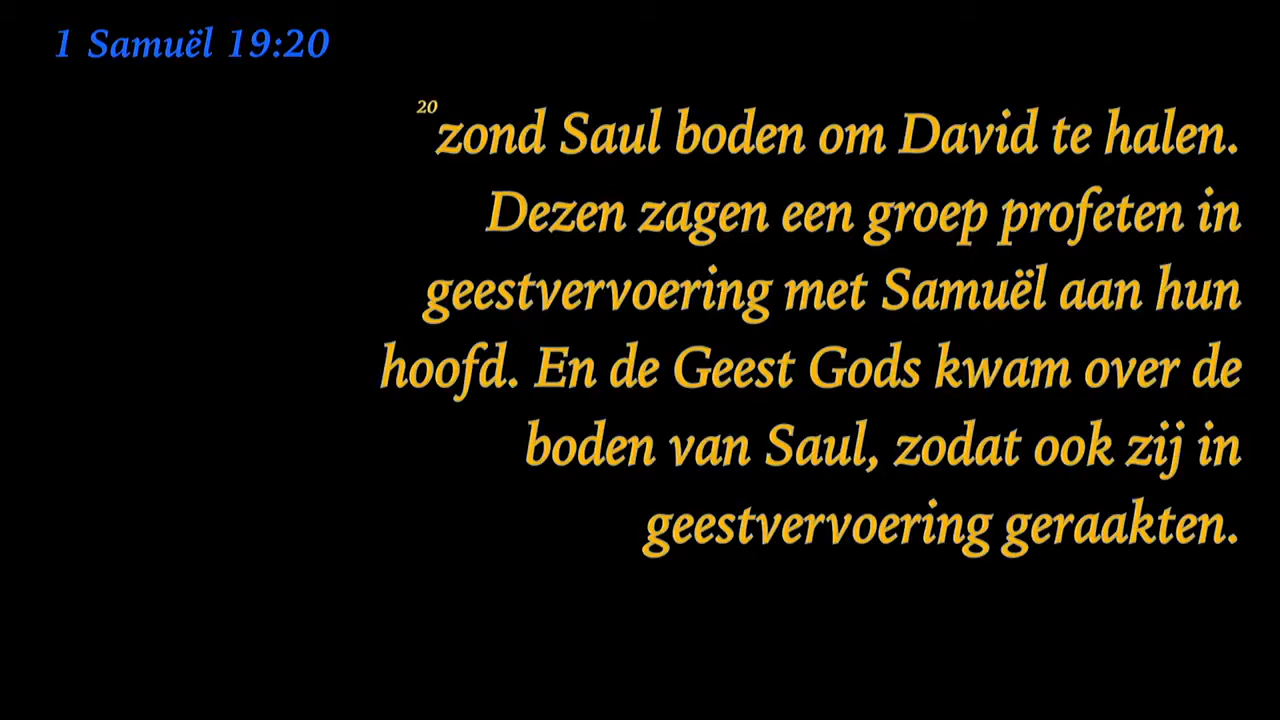 1 Samuël 19:20
20 zond Saul boden om David te halen.
Dezen zagen een groep profeten in
geestvervoering met Samuël aan hun
hoofd. En de Geest Gods kwam over de
boden van Saul, zodat ook zij in
geestvervoering geraakten.